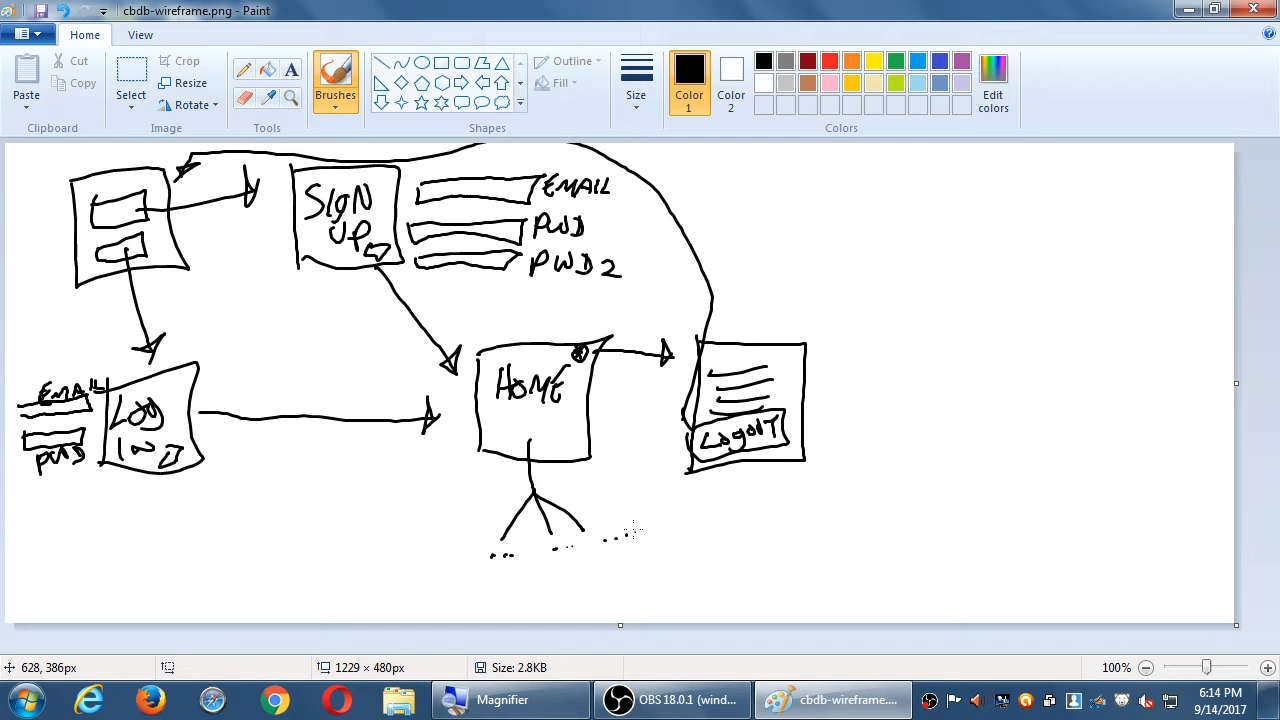 cbdb-wireframe.png - Paint
Home
View
Paste
Cut
Copy
Clipboard
Select
Crop
Resize
Rotate
Image
A
Tools
Brushes
Shapes
Outline
Fill
Size
Color 1
Color 2
Edit colors
Colors
SIGN UP
EMAIL
PWD
PWD 2
EMAIL
PWD
LOG IN
HOME
LOGOUT
628, 386px
1229 × 480px
Size: 2.8KB
100%
Magnifier
OBS 18.0.1 (wind...
cbdb-wireframe....
6:14 PM
9/14/2017